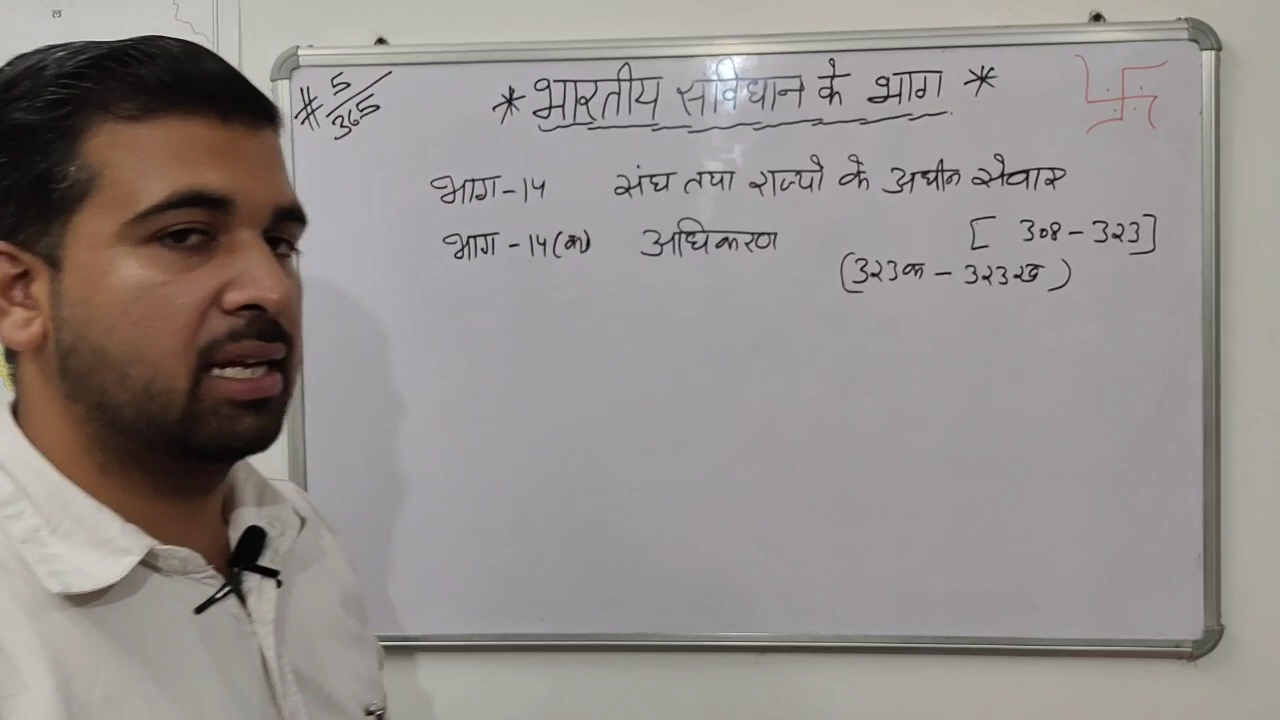 ल
# 5/365
* भारतीय संविधान के भाग *
भाग-14 संघ तथा राज्यो के अधीन सेवाए
[ 308 - 323 ]
भाग - 14 (क) अधिकरण
(323क - 323ख)